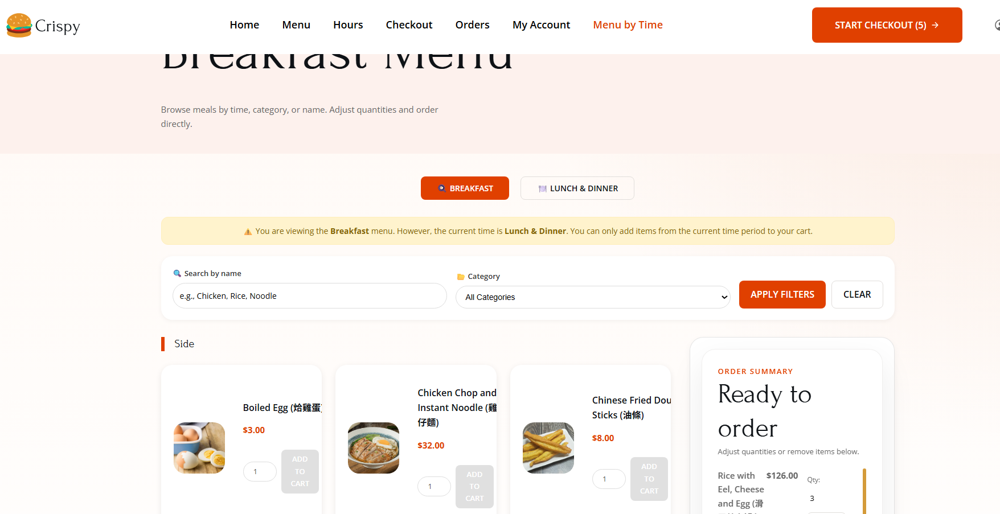 Crispy
Home
Menu
Hours
Checkout
Orders
My Account
Menu by Time
START CHECKOUT (5) →
Breakfast Menu
Browse meals by time, category, or name. Adjust quantities and order
directly.
BREAKFAST
LUNCH & DINNER
You are viewing the Breakfast menu. However, the current time is Lunch & Dinner. You can only add items from the current time period to your cart.
Search by name
e.g., Chicken, Rice, Noodle
Category
All Categories
APPLY FILTERS
CLEAR
Side
Boiled Egg (烚雞蛋)
$3.00
1
ADD
TO
CART
Chicken Chop and
Instant Noodle (雞
仔麵)
$32.00
1
ADD
TO
CART
Chinese Fried Dou
Sticks (油條)
$8.00
1
ADD
TO
CART
ORDER SUMMARY
Ready to
order
Adjust quantities or remove items below.
Rice with
Eel, Cheese
and Egg (滑
$126.00
Qty:
3